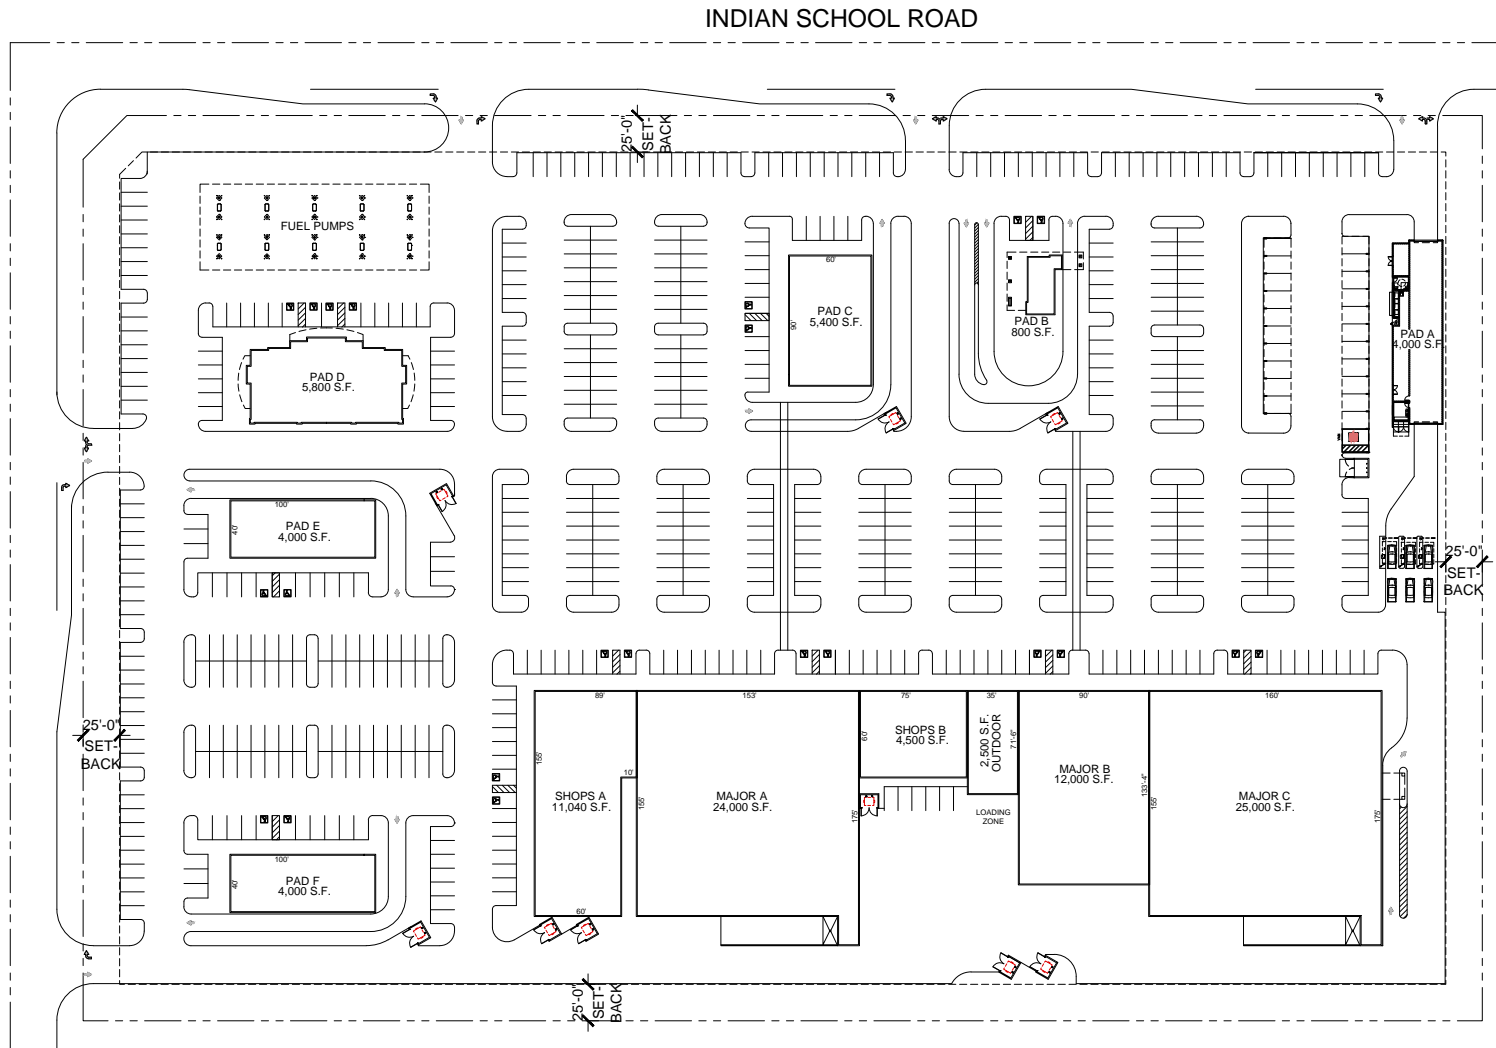 INDIAN SCHOOL ROAD
25'-0"
SET-
BACK
FUEL PUMPS
60'
90'
PAD C
5,400 S.F.
PAD B
800 S.F.
PAD A
4,000 S.F.
PAD D
5,800 S.F.
100'
40'
PAD E
4,000 S.F.
25'-0"
SET-
BACK
25'-0"
SET-
BACK
89'
155'
10'
60'
SHOPS A
11,040 S.F.
153'
155'
175'
MAJOR A
24,000 S.F.
75'
60'
SHOPS B
4,500 S.F.
35'
71'-6"
2,500 S.F.
OUTDOOR
LOADING
ZONE
90'
133'-4"
MAJOR B
12,000 S.F.
160'
155'
175'
MAJOR C
25,000 S.F.
100'
40'
PAD F
4,000 S.F.
25'-0"
SET-
BACK